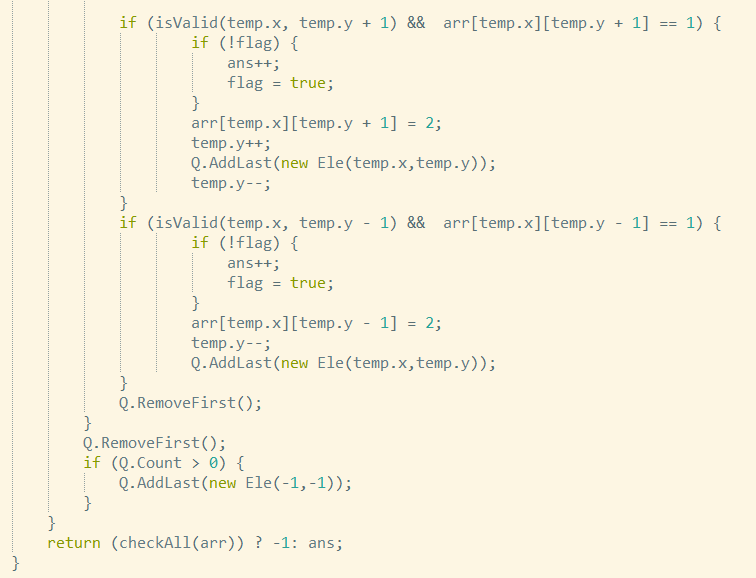 if (isValid(temp.x, temp.y + 1) &&  arr[temp.x][temp.y + 1] == 1) {
if (!flag) {
ans++;
flag = true;
}
arr[temp.x][temp.y + 1] = 2;
temp.y++;
Q.AddLast(new Ele(temp.x,temp.y));
temp.y--;
}
if (isValid(temp.x, temp.y - 1) &&  arr[temp.x][temp.y - 1] == 1) {
if (!flag) {
ans++;
flag = true;
}
arr[temp.x][temp.y - 1] = 2;
temp.y--;
Q.AddLast(new Ele(temp.x,temp.y));
}
Q.RemoveFirst();
}
Q.RemoveFirst();
if (Q.Count > 0) {
Q.AddLast(new Ele(-1,-1));
}
}
return (checkAll(arr)) ? -1: ans;
}